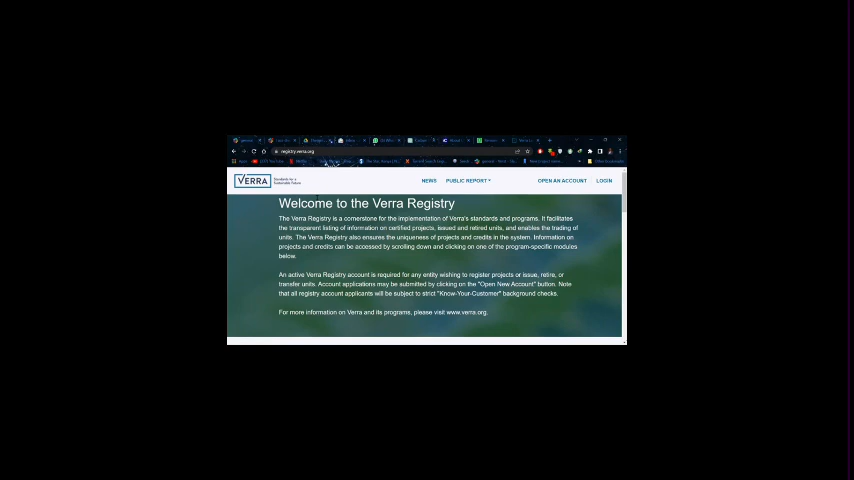 registry.verra.org
VERRA Standards for a Sustainable Future
NEWS PUBLIC REPORT OPEN AN ACCOUNT LOGIN
Welcome to the Verra Registry
The Verra Registry is a cornerstone for the implementation of Verra's standards and programs. It facilitates
the transparent listing of information on certified projects, issued and retired units, and enables the trading of
units. The Verra Registry also ensures the uniqueness of projects and credits in the system. Information on
projects and credits can be accessed by scrolling down and clicking on one of the program-specific modules
below.
An active Verra Registry account is required for any entity wishing to register projects or issue, retire, or
transfer units. Account applications may be submitted by clicking on the "Open New Account" button. Note
that all registry account applicants will be subject to strict "Know-Your-Customer" background checks.
For more information on Verra and its programs, please visit www.verra.org.